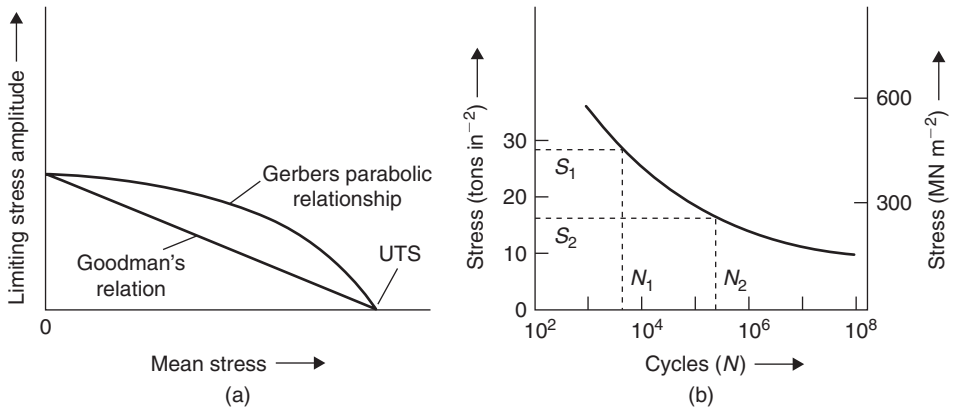 Limiting stress amplitude
Gerbers parabolic
relationship
Goodman's
relation
UTS
0
Mean stress
(a)
Stress (tons in⁻²)
30
20
10
0
S₁
S₂
N₁
N₂
10² 10⁴ 10⁶ 10⁸
Cycles (N)
600
300
Stress (MN m⁻²)
(b)